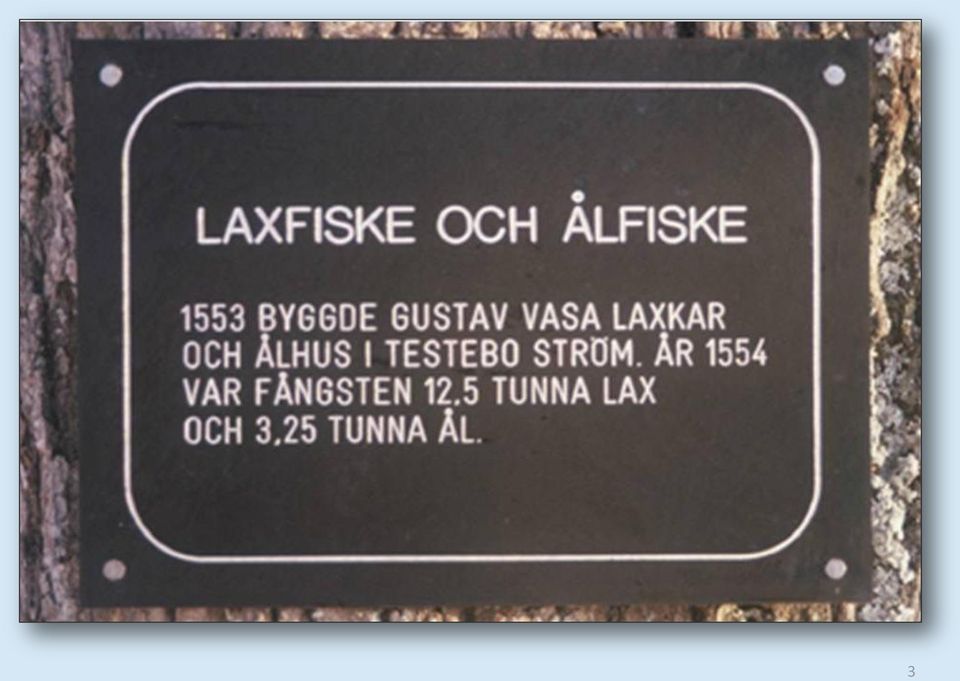 LAXFISKE OCH ÅLFISKE
1553 BYGGDE GUSTAV VASA LAXKAR
OCH ÅLHUS I TESTEBO STRÖM. ÅR 1554
VAR FÅNGSTEN 12,5 TUNNA LAX
OCH 3,25 TUNNA ÅL.
3